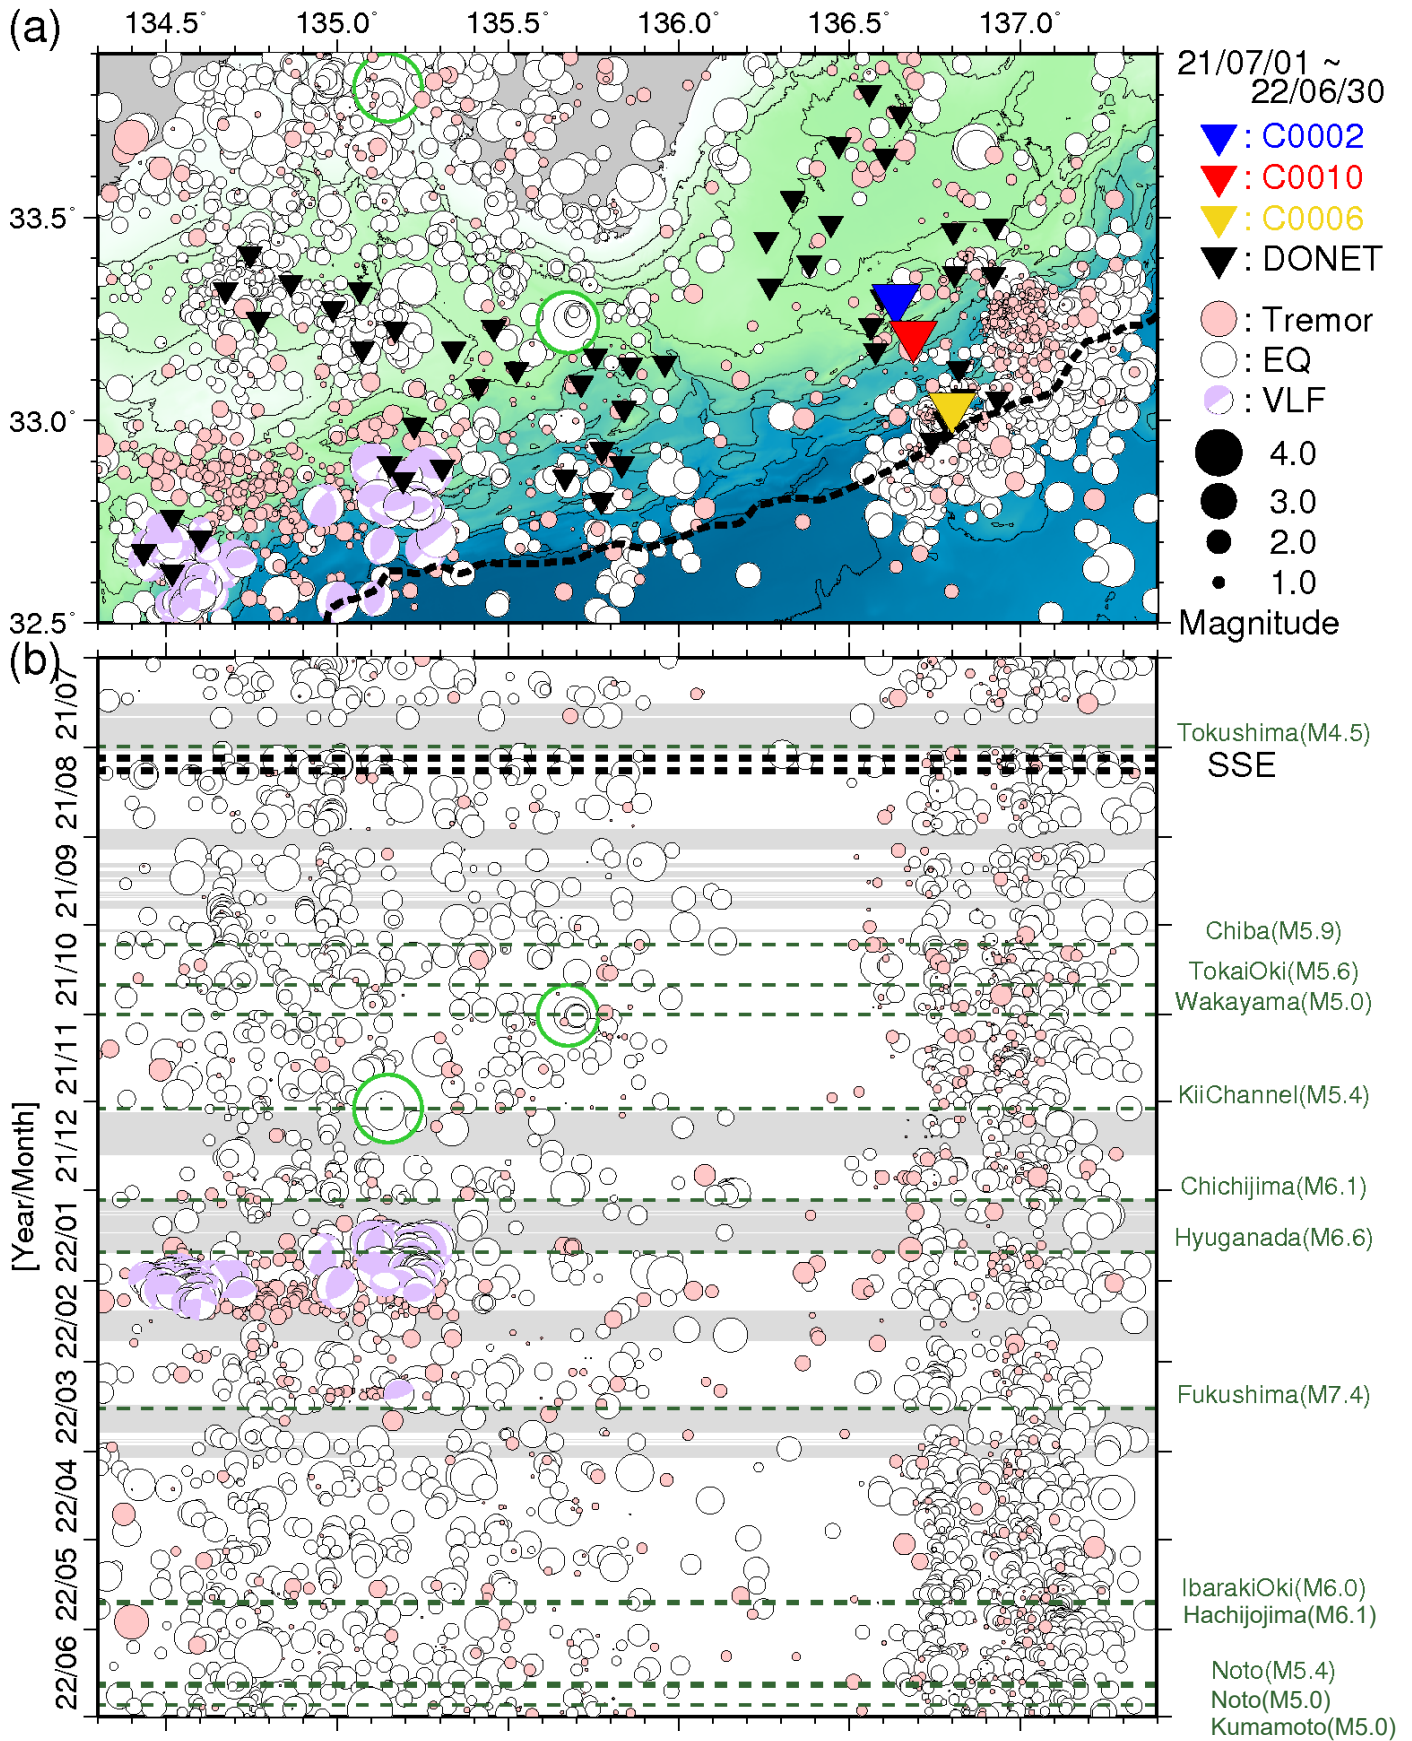 (a)
134.5° 135.0° 135.5° 136.0° 136.5° 137.0°
33.5°
33.0°
32.5°
21/07/01 ~
22/06/30
: C0002
: C0010
: C0006
: DONET
: Tremor
: EQ
: VLF
4.0
3.0
2.0
1.0
Magnitude
(b)
[Year/Month]
21/07
21/08
21/09
21/10
21/11
21/12
22/01
22/02
22/03
22/04
22/05
22/06
Tokushima(M4.5)
SSE
Chiba(M5.9)
TokaiOki(M5.6)
Wakayama(M5.0)
KiiChannel(M5.4)
Chichijima(M6.1)
Hyuganada(M6.6)
Fukushima(M7.4)
IbarakiOki(M6.0)
Hachijojima(M6.1)
Noto(M5.4)
Noto(M5.0)
Kumamoto(M5.0)